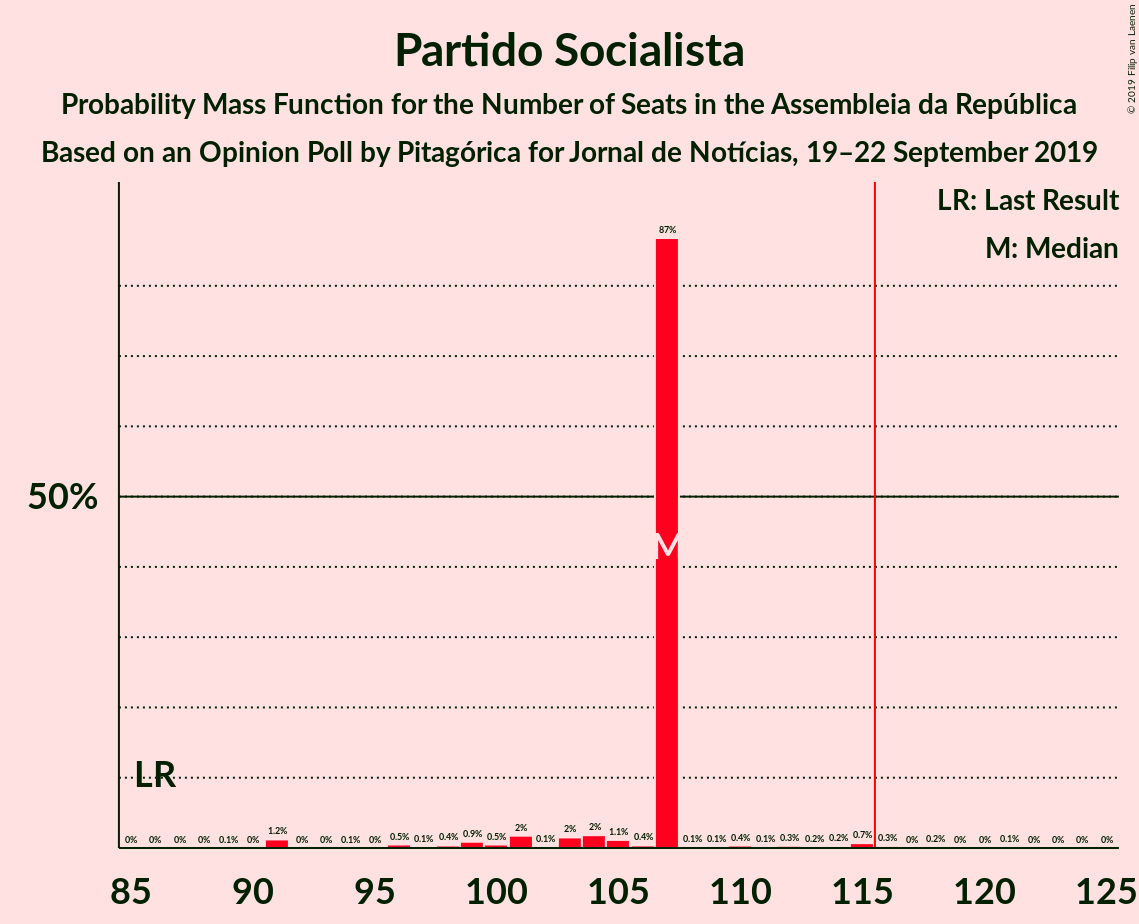 Partido Socialista
Probability Mass Function for the Number of Seats in the Assembleia da República
Based on an Opinion Poll by Pitagórica for Jornal de Notícias, 19–22 September 2019
© 2019 Filip van Laenen
LR: Last Result
M: Median
87%
50%
M
LR
0% 0% 0% 0% 0.1% 0% 1.2% 0% 0% 0.1% 0% 0.5% 0.1% 0.4% 0.9% 0.5% 2% 0.1% 2% 2% 1.1% 0.4% 0.1% 0.1% 0.4% 0.1% 0.3% 0.2% 0.2% 0.7% 0.3% 0% 0.2% 0% 0% 0.1% 0% 0% 0% 0%
85 90 95 100 105 110 115 120 125